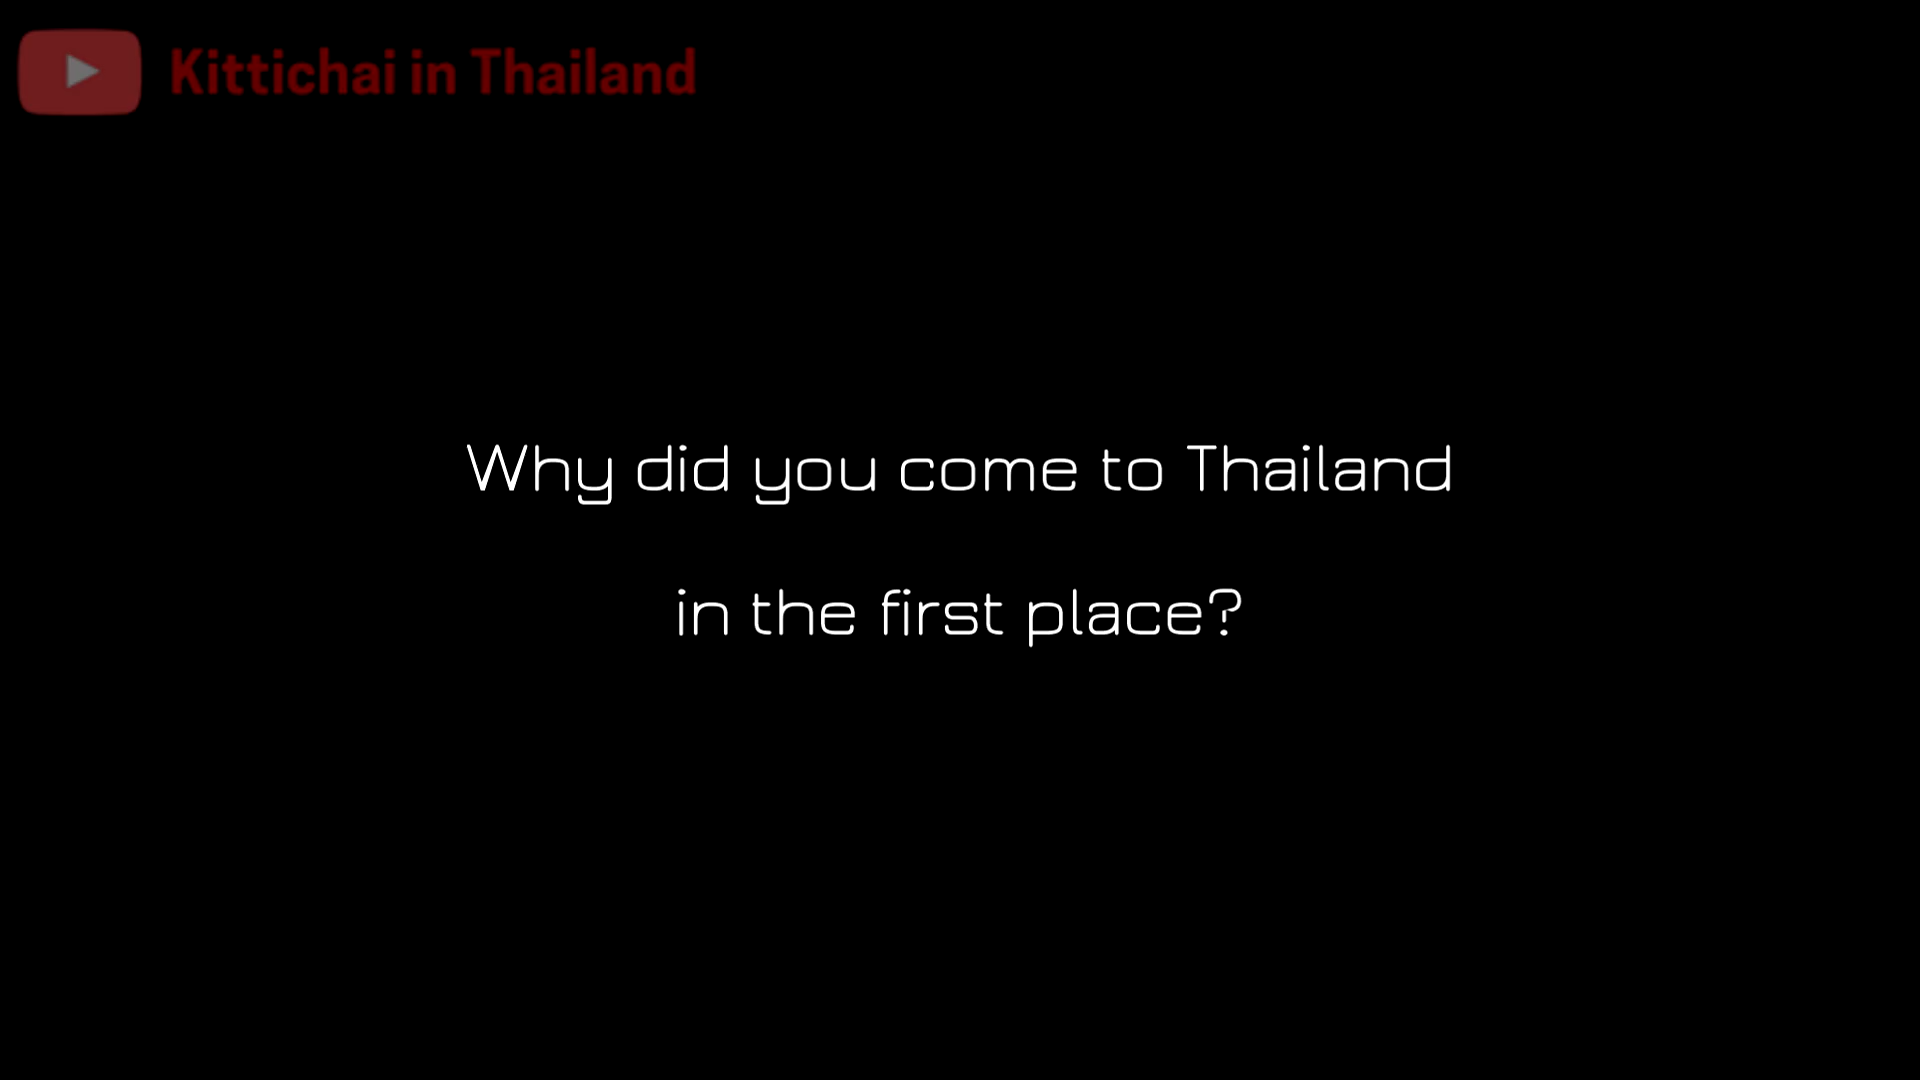 Kittichai in Thailand
Why did you come to Thailand
in the first place?